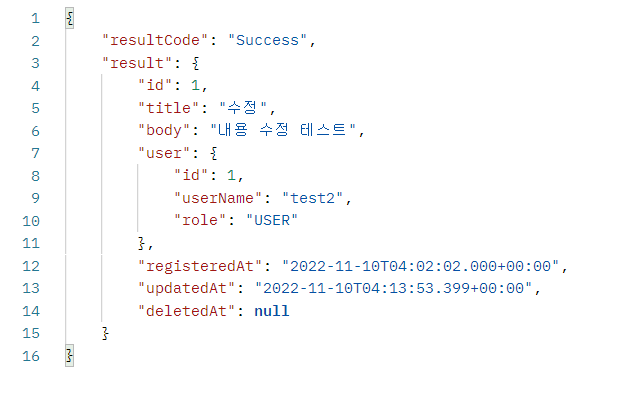 1 {
2 "resultCode": "Success",
3 "result": {
4 "id": 1,
5 "title": "수정",
6 "body": "내용 수정 테스트",
7 "user": {
8 "id": 1,
9 "userName": "test2",
10 "role": "USER"
11 },
12 "registeredAt": "2022-11-10T04:02:02.000+00:00",
13 "updatedAt": "2022-11-10T04:13:53.399+00:00",
14 "deletedAt": null
15 }
16 }